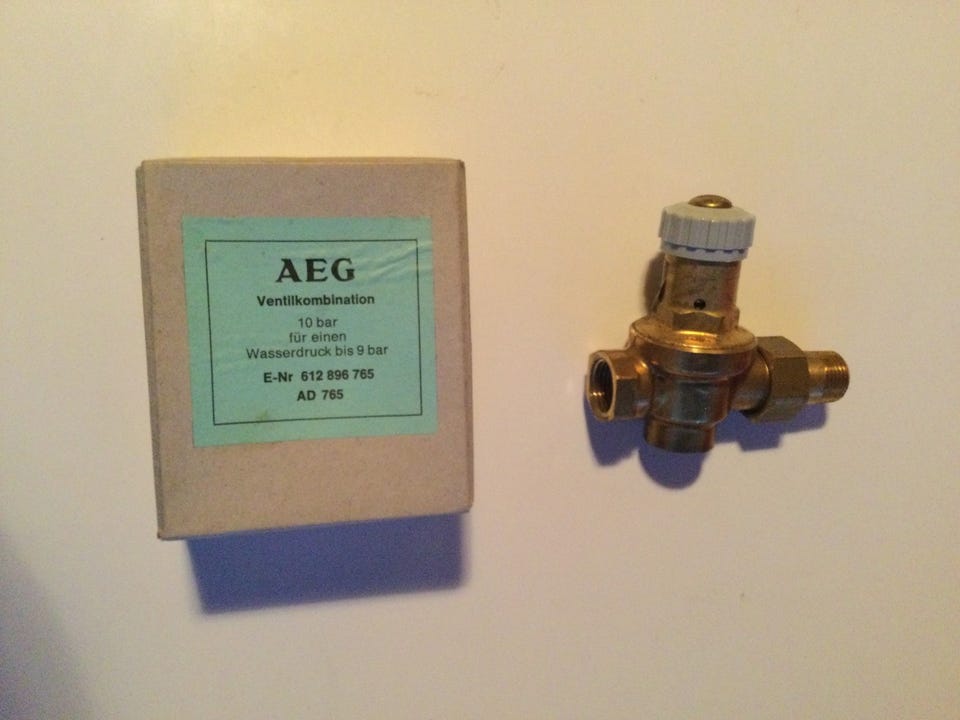 AEG
Ventilkombination
10 bar
für einen
Wasserdruck bis 9 bar
E-Nr 612 896 765
AD 765